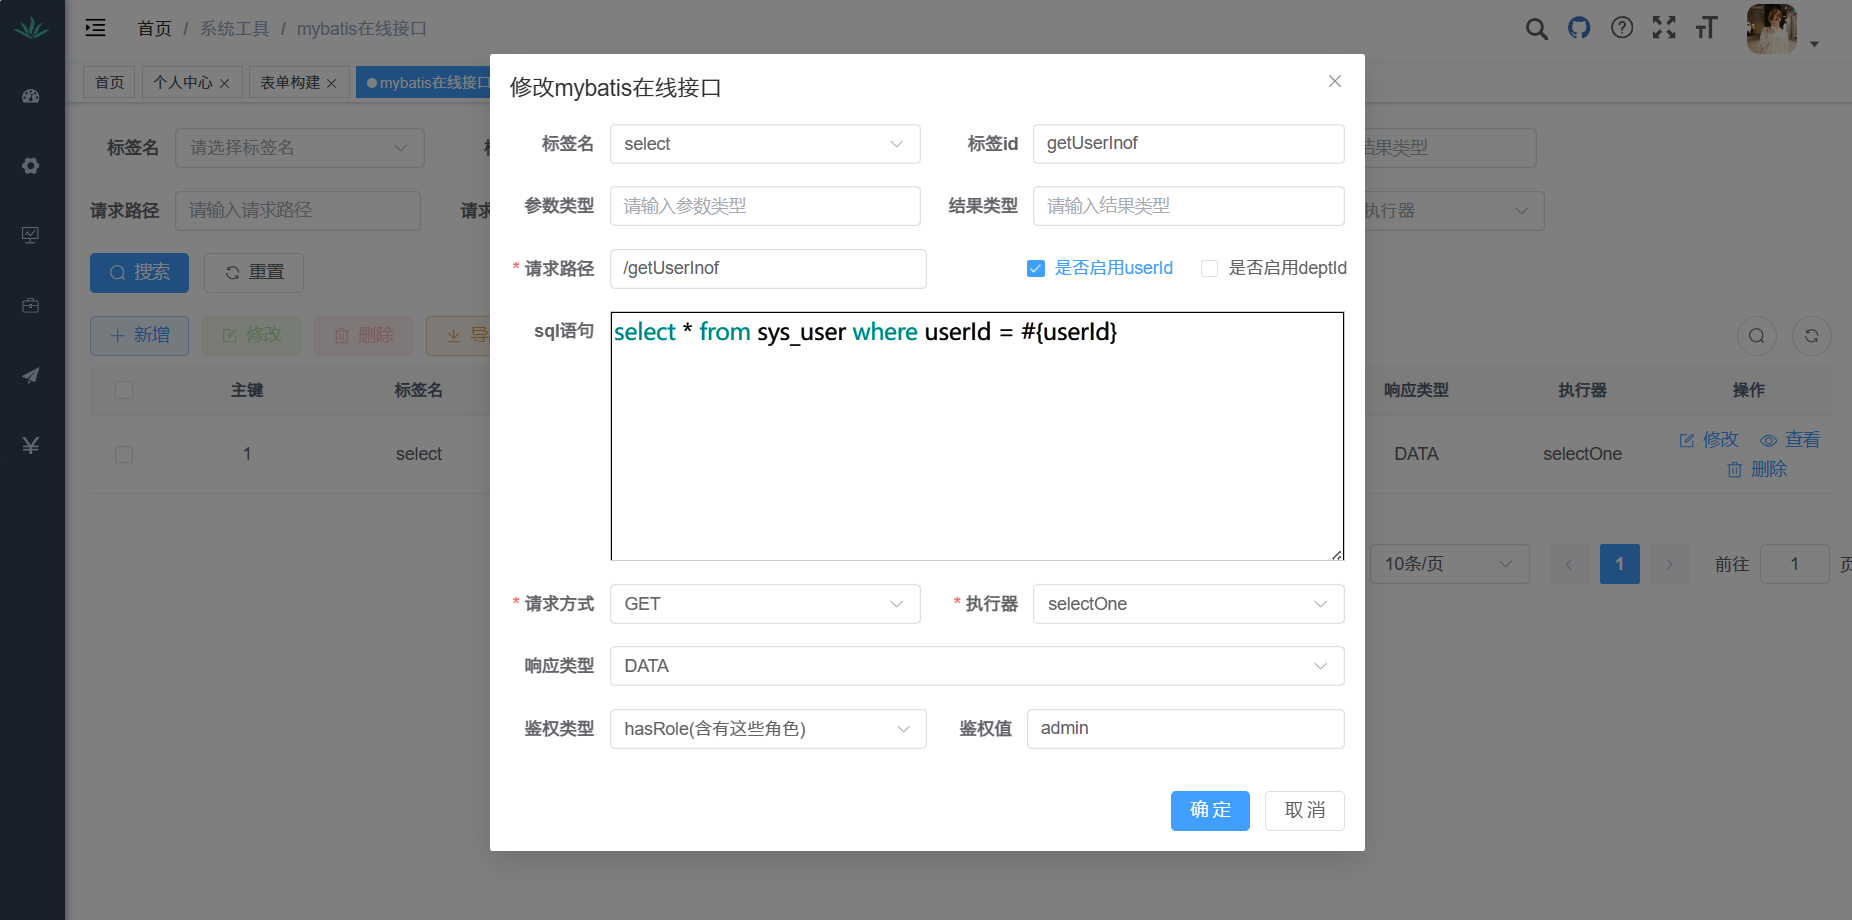 首页 / 系统工具 / mybatis在线接口
首页 个人中心 表单构建 mybatis在线接口
标签名 请选择标签名 结果类型
请求路径 请输入请求路径 请求 执行器
搜索 重置
新增 修改 删除
主键 标签名 响应类型 执行器 操作
1 select DATA selectOne 修改 查看
删除
10条/页 1 前往 1
修改mybatis在线接口
标签名 select 标签id getUserInof
参数类型 请输入参数类型 结果类型 请输入结果类型
* 请求路径 /getUserInof 是否启用userId 是否启用deptId
sql语句 select * from sys_user where userId = #{userId}
* 请求方式 GET * 执行器 selectOne
响应类型 DATA
鉴权类型 hasRole(含有这些角色) 鉴权值 admin
确 定 取 消